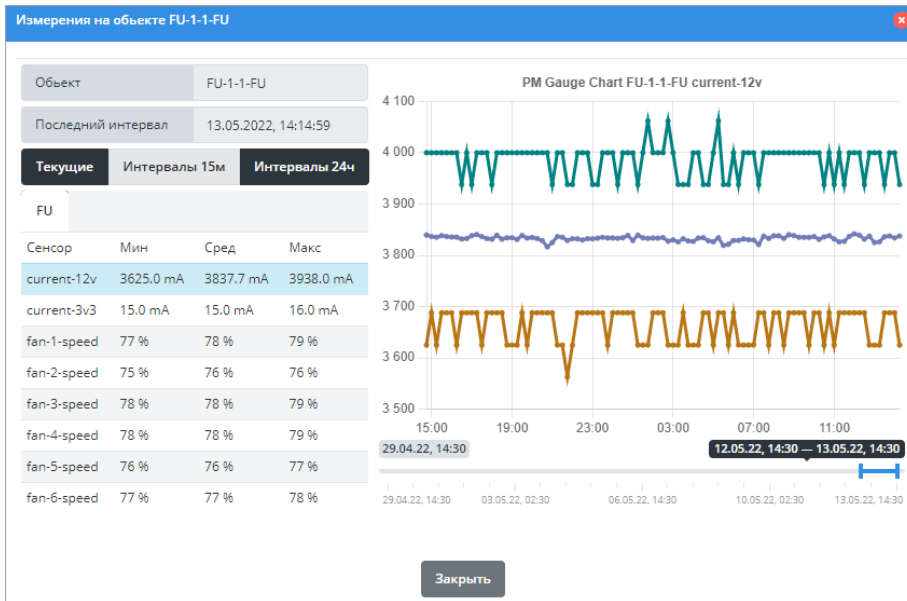 Измерения на обьекте FU-1-1-FU
Обьект FU-1-1-FU
Последний интервал 13.05.2022, 14:14:59
Текущие Интервалы 15м Интервалы 24ч
FU
Сенсор Мин Сред Макс
current-12v 3625.0 mA 3837.7 mA 3938.0 mA
current-3v3 15.0 mA 15.0 mA 16.0 mA
fan-1-speed 77 % 78 % 79 %
fan-2-speed 75 % 76 % 76 %
fan-3-speed 78 % 78 % 79 %
fan-4-speed 78 % 78 % 79 %
fan-5-speed 76 % 76 % 77 %
fan-6-speed 77 % 77 % 78 %
PM Gauge Chart FU-1-1-FU current-12v
4 100
4 000
3 900
3 800
3 700
3 600
3 500
15:00 19:00 23:00 03:00 07:00 11:00
29.04.22, 14:30 12.05.22, 14:30 — 13.05.22, 14:30
29.04.22, 14:30 03.05.22, 02:30 06.05.22, 14:30 10.05.22, 02:30 13.05.22, 14:30
Закрыть